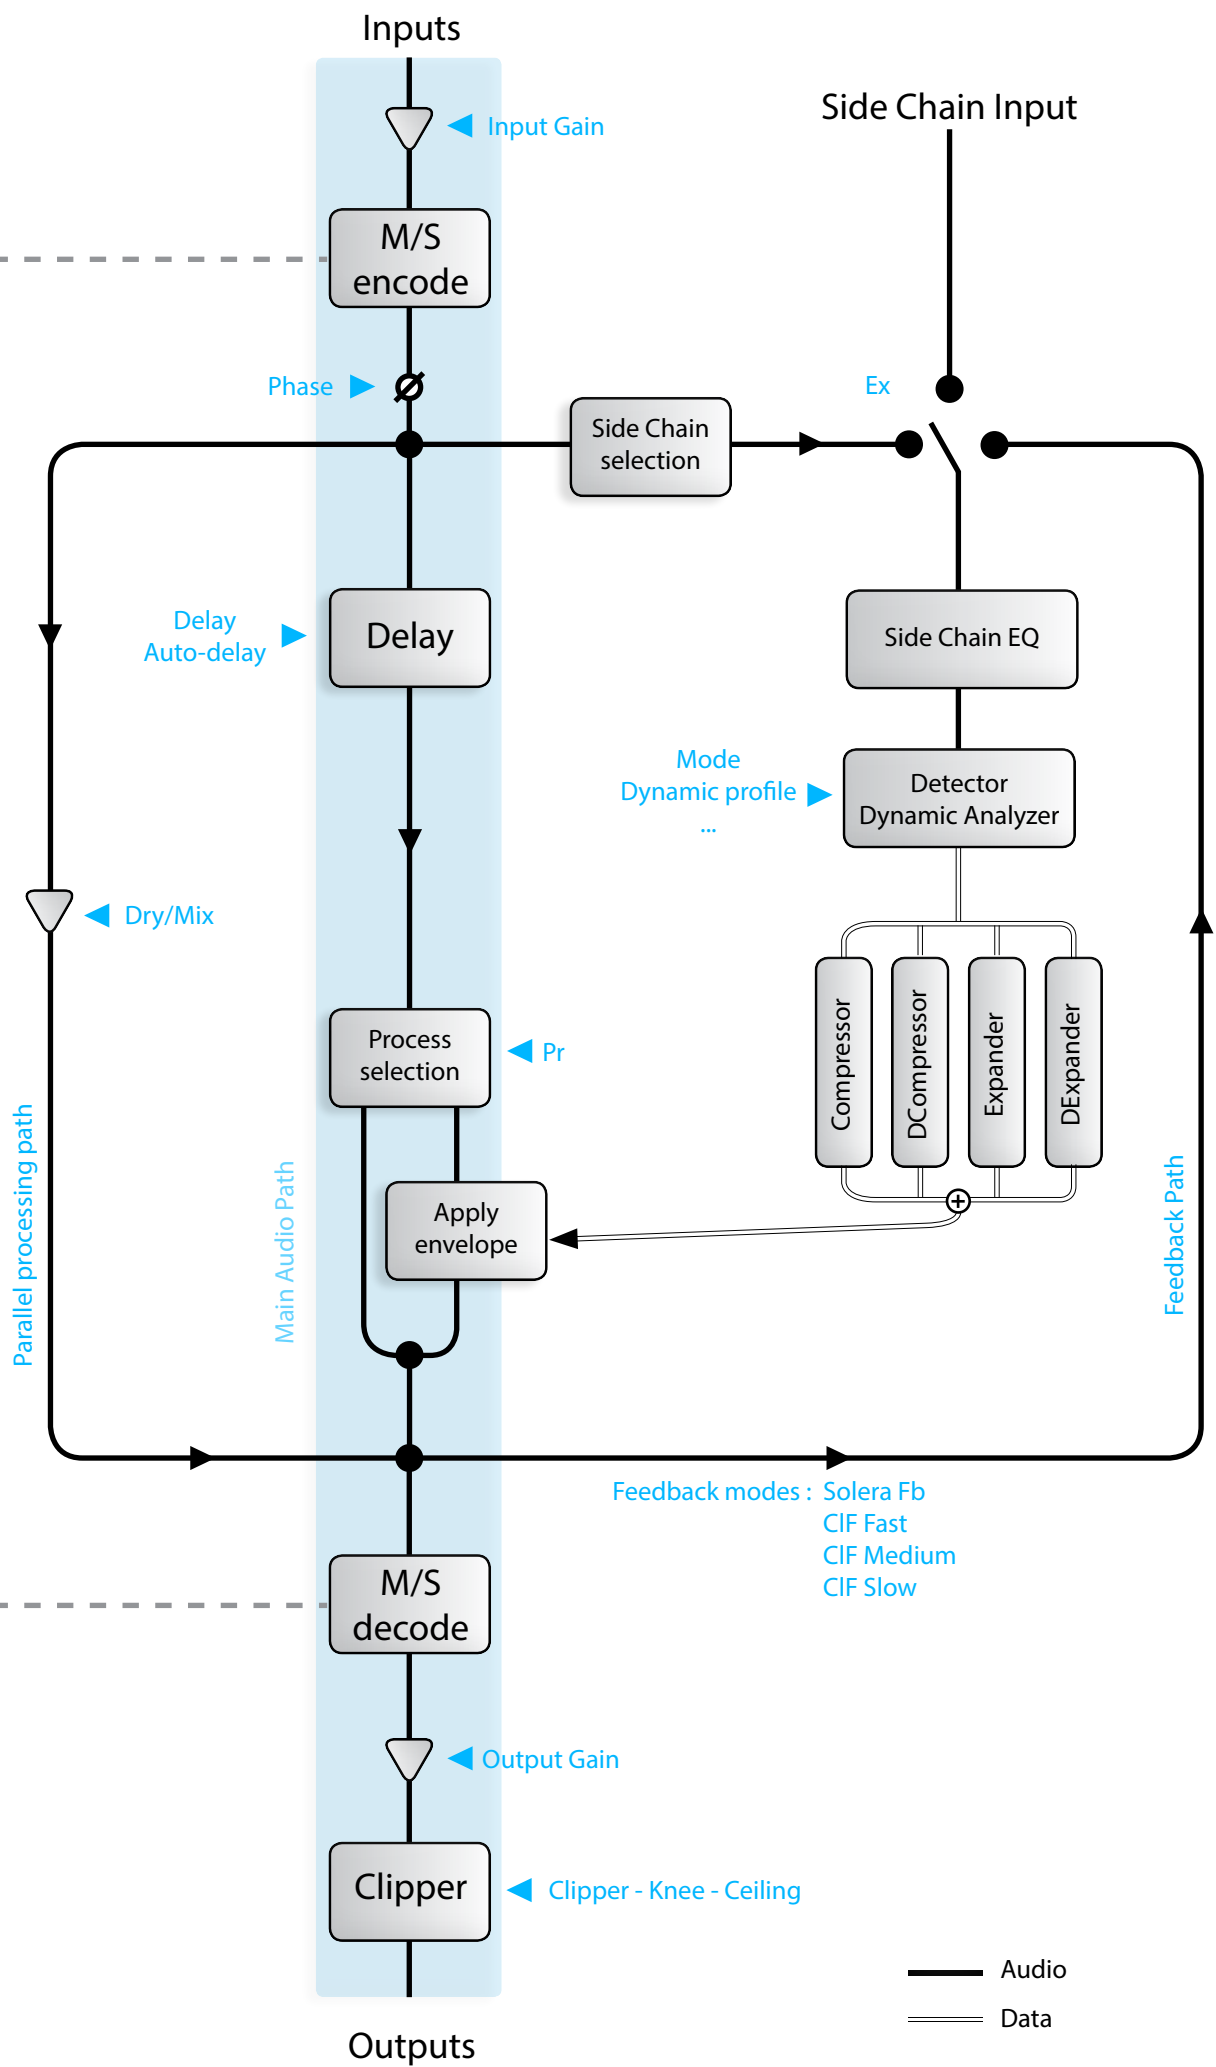 Inputs
Side Chain Input
Input Gain
M/S
encode
Phase
Ex
Side Chain
selection
Delay
Auto-delay
Delay
Side Chain EQ
Mode
Dynamic profile
...
Detector
Dynamic Analyzer
Dry/Mix
Compressor
DCompressor
Expander
DExpander
Process
selection
Pr
Parallel processing path
Main Audio Path
Apply
envelope
Feedback Path
Feedback modes : Solera Fb
ClF Fast
ClF Medium
ClF Slow
M/S
decode
Output Gain
Clipper
Clipper - Knee - Ceiling
Audio
Data
Outputs